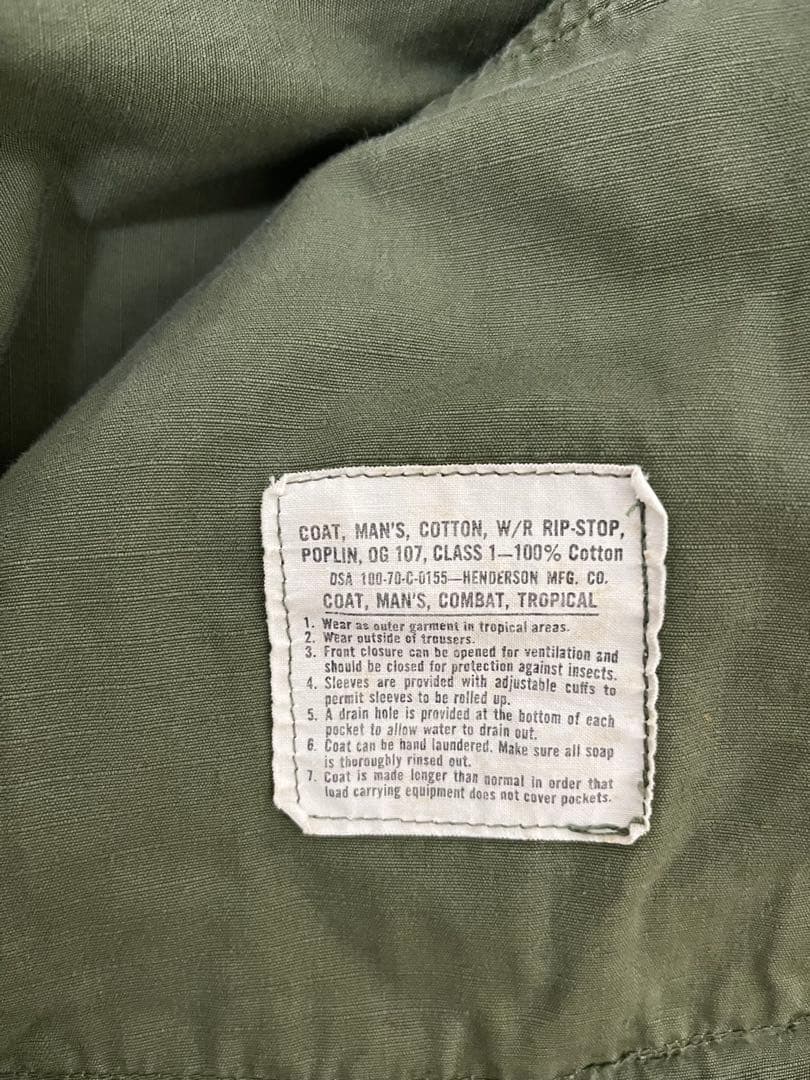 COAT, MAN'S, COTTON, W/R RIP-STOP,
POPLIN, OG 107, CLASS 1—100% Cotton
DSA 100-70-C-0155—HENDERSON MFG. CO.
COAT, MAN'S, COMBAT, TROPICAL
1. Wear as outer garment in tropical areas.
2. Wear outside of trousers.
3. Front closure can be opened for ventilation and
should be closed for protection against insects.
4. Sleeves are provided with adjustable cuffs to
permit sleeves to be rolled up.
5. A drain hole is provided at the bottom of each
pocket to allow water to drain out.
6. Coat can be hand laundered. Make sure all soap
is thoroughly rinsed out.
7. Coat is made longer than normal in order that
load carrying equipment does not cover pockets.